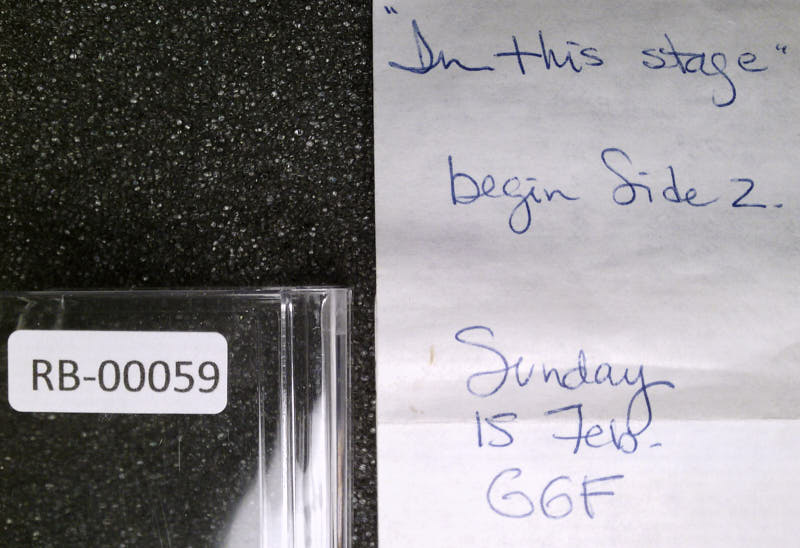 "In this stage"
begin Side 2.
Sunday
15 Feb.
GGF
RB-00059